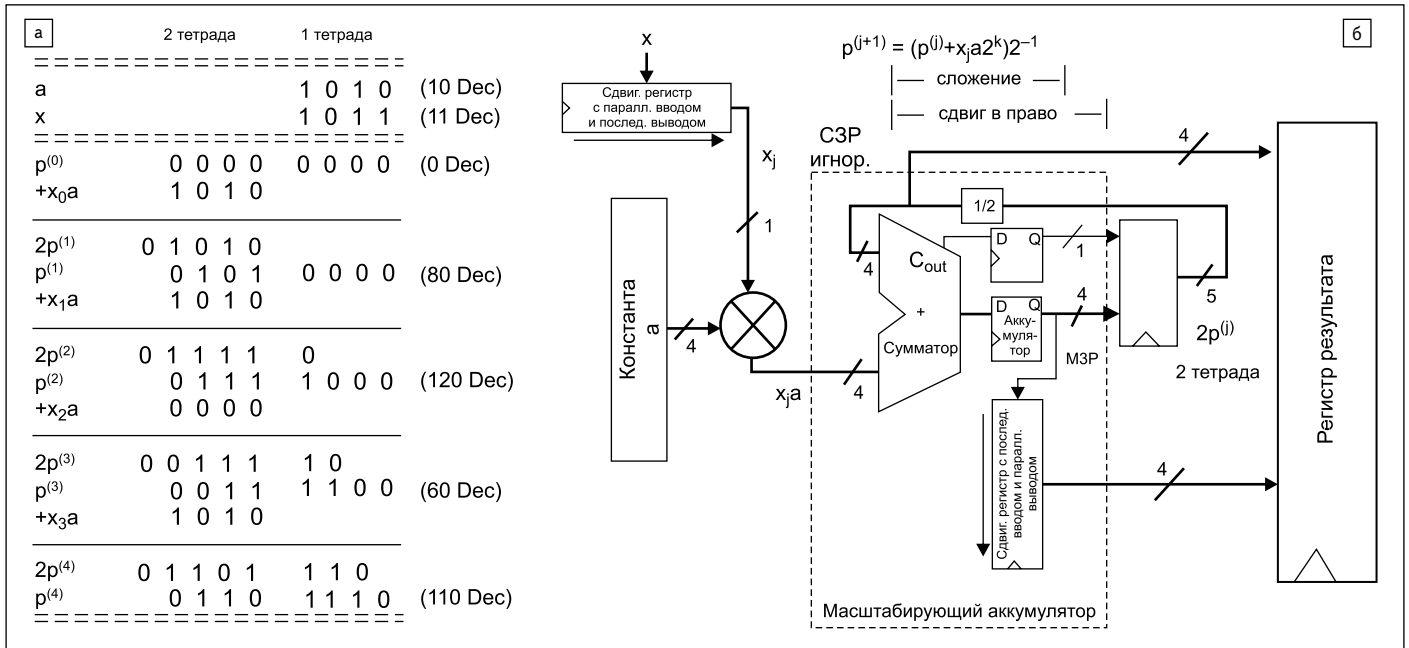 а
2 тетрада 1 тетрада
a 1 0 1 0 (10 Dec)
x 1 0 1 1 (11 Dec)
p(0) 0 0 0 0 0 0 0 0 (0 Dec)
+x0a 1 0 1 0
2p(1) 0 1 0 1 0
p(1) 0 1 0 1 0 0 0 0 (80 Dec)
+x1a 1 0 1 0
2p(2) 0 1 1 1 1 0
p(2) 0 1 1 1 1 0 0 0 (120 Dec)
+x2a 0 0 0 0
2p(3) 0 0 1 1 1 1 0
p(3) 0 0 1 1 1 1 0 0 (60 Dec)
+x3a 1 0 1 0
2p(4) 0 1 1 0 1 1 1 0
p(4) 0 1 1 0 1 1 1 0 (110 Dec)
б
p(j+1) = (p(j)+xja2k)2–1
сложение
сдвиг в право
x
Сдвиг. регистр
с паралл. вводом
и послед. выводом
xj
1
Константа
a
4
xja
4
СЗР
игнор.
4
1/2
4
Cout
+
Сумматор
D Q
1
D Q
Акку-
муля-
тор
4
МЗР
5
2p(j)
2 тетрада
Сдвиг. регистр с послед.
вводом и паралл.
выводом
4
Масштабирующий аккумулятор
Регистр результата